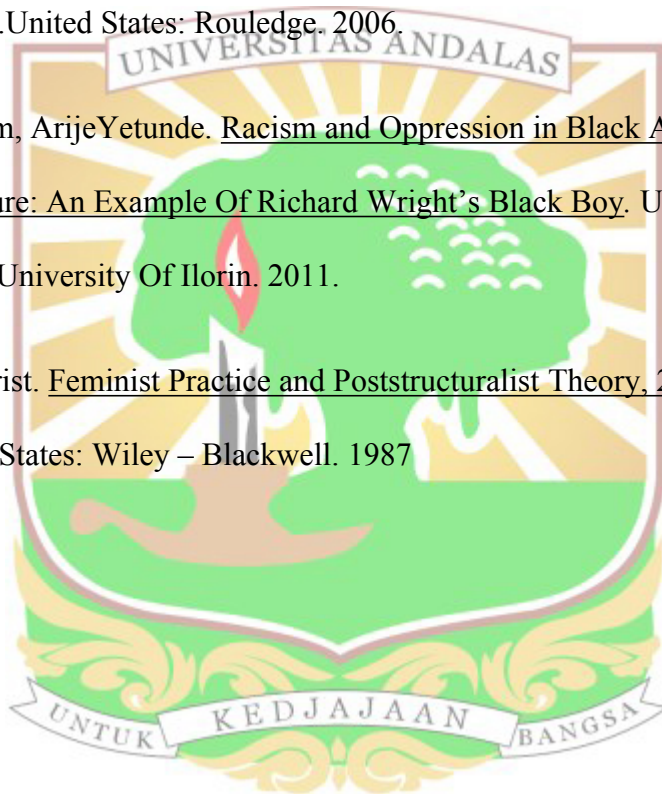 .United States: Rouledge. 2006.
UNIVERSITAS ANDALAS
m, ArijeYetunde. Racism and Oppression in Black A
ure: An Example Of Richard Wright's Black Boy. U
University Of Ilorin. 2011.
rist. Feminist Practice and Poststructuralist Theory, 2
States: Wiley – Blackwell. 1987
UNTUK KEDJAJAAN BANGSA